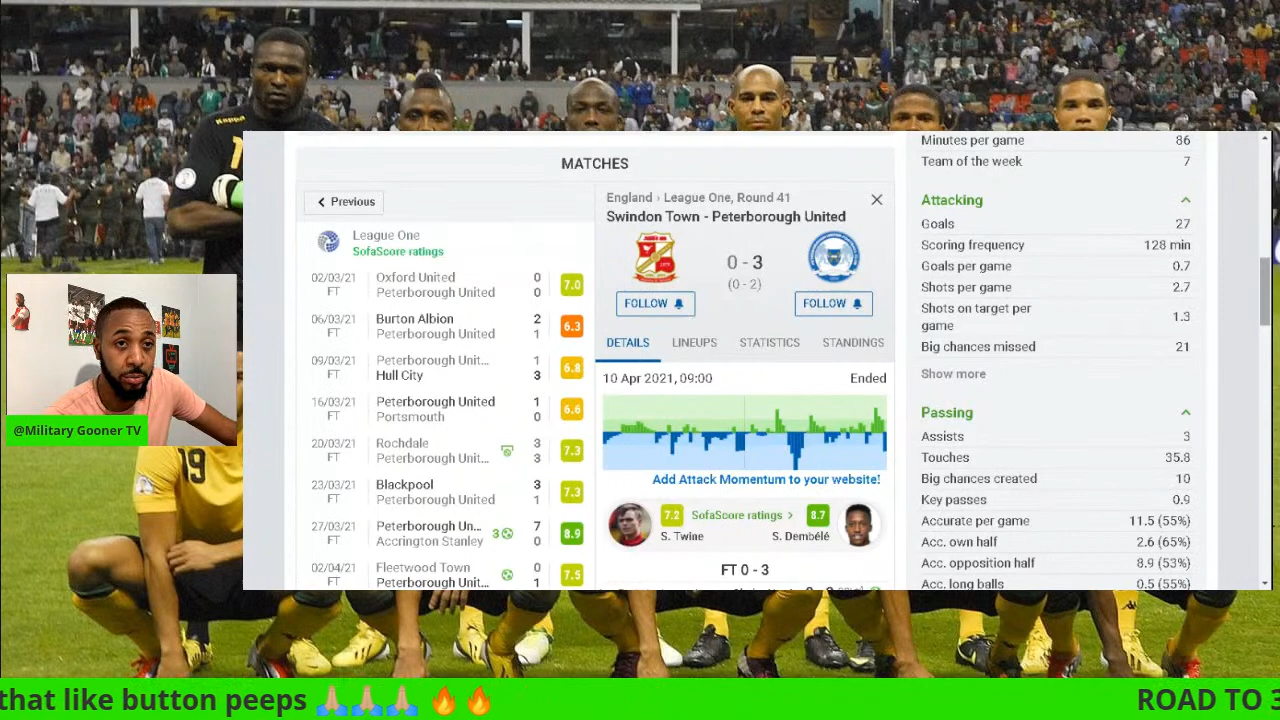 MATCHES
Previous
League One
SofaScore ratings
02/03/21 Oxford United 0
FT Peterborough United 0
7.0
06/03/21 Burton Albion 2
FT Peterborough United 1
6.3
09/03/21 Peterborough Unit... 1
FT Hull City 3
6.8
16/03/21 Peterborough United 1
FT Portsmouth 0
6.6
20/03/21 Rochdale 3
FT Peterborough Unit... 3
7.3
23/03/21 Blackpool 3
FT Peterborough United 1
7.3
27/03/21 Peterborough Un... 7
FT Accrington Stanley 0
3
8.9
02/04/21 Fleetwood Town 0
FT Peterborough Unit... 1
7.5
England › League One, Round 41
Swindon Town - Peterborough United
0 - 3
(0 - 2)
FOLLOW FOLLOW
DETAILS LINEUPS STATISTICS STANDINGS
10 Apr 2021, 09:00 Ended
Add Attack Momentum to your website!
7.2 SofaScore ratings > 8.7
S. Twine S. Dembélé
FT 0 - 3
Minutes per game 86
Team of the week 7
Attacking
Goals 27
Scoring frequency 128 min
Goals per game 0.7
Shots per game 2.7
Shots on target per
game 1.3
Big chances missed 21
Show more
Passing
Assists 3
Touches 35.8
Big chances created 10
Key passes 0.9
Accurate per game 11.5 (55%)
Acc. own half 2.6 (65%)
Acc. opposition half 8.9 (53%)
Acc. long balls 0.5 (55%)
Kappa
19
@Military Gooner TV
that like button peeps 🙏🏼🙏🏼🙏🏼 🔥🔥
ROAD TO 3